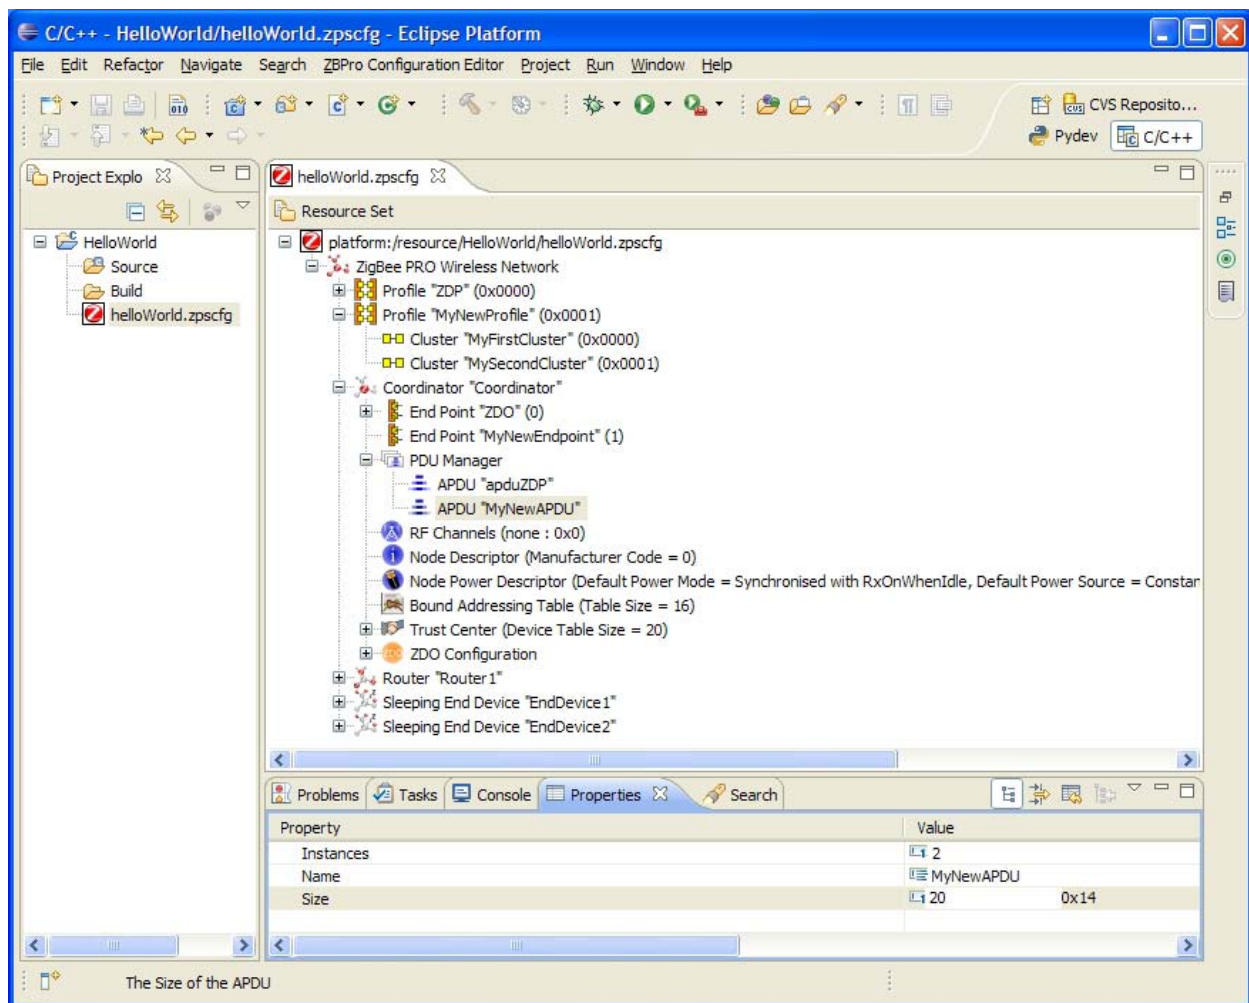 C/C++ - HelloWorld/helloWorld.zpscfg - Eclipse Platform
File Edit Refactor Navigate Search ZBPro Configuration Editor Project Run Window Help
CVS Reposito...
Pydev C/C++
Project Explo
helloWorld.zpscfg
Resource Set
HelloWorld
Source
Build
helloWorld.zpscfg
platform:/resource/HelloWorld/helloWorld.zpscfg
ZigBee PRO Wireless Network
Profile "ZDP" (0x0000)
Profile "MyNewProfile" (0x0001)
Cluster "MyFirstCluster" (0x0000)
Cluster "MySecondCluster" (0x0001)
Coordinator "Coordinator"
End Point "ZDO" (0)
End Point "MyNewEndpoint" (1)
PDU Manager
APDU "apduZDP"
APDU "MyNewAPDU"
RF Channels (none : 0x0)
Node Descriptor (Manufacturer Code = 0)
Node Power Descriptor (Default Power Mode = Synchronised with RxOnWhenIdle, Default Power Source = Constar
Bound Addressing Table (Table Size = 16)
Trust Center (Device Table Size = 20)
ZDO Configuration
Router "Router1"
Sleeping End Device "EndDevice1"
Sleeping End Device "EndDevice2"
Problems Tasks Console Properties Search
Property Value
Instances 2
Name MyNewAPDU
Size 20 0x14
The Size of the APDU